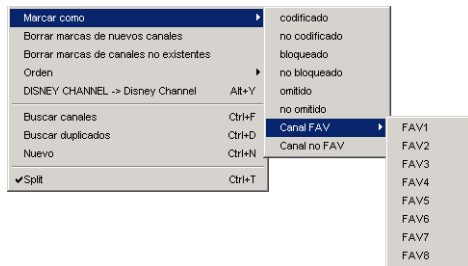 Marcar como
Borrar marcas de nuevos canales
Borrar marcas de canales no existentes
Orden
DISNEY CHANNEL -> Disney Channel Alt+Y
Buscar canales Ctrl+F
Buscar duplicados Ctrl+D
Nuevo Ctrl+N
Split Ctrl+T
codificado
no codificado
bloqueado
no bloqueado
omitido
no omitido
Canal FAV
Canal no FAV
FAV1
FAV2
FAV3
FAV4
FAV5
FAV6
FAV7
FAV8